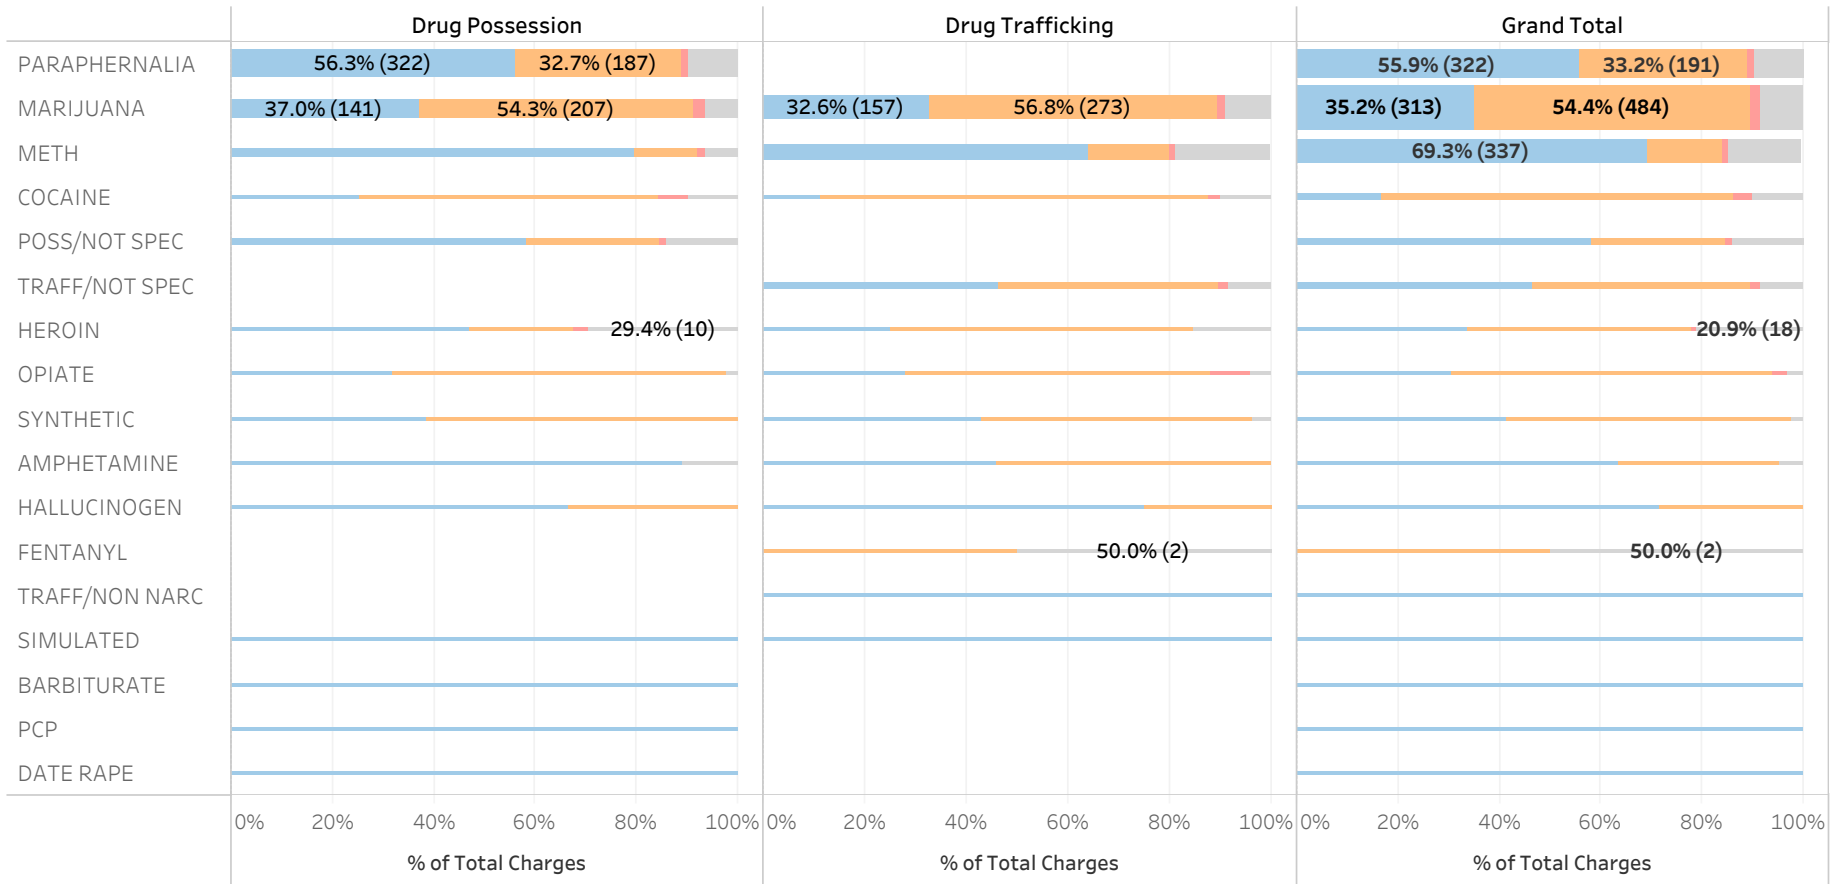 Drug Possession Drug Trafficking Grand Total
PARAPHERNALIA 56.3% (322) 32.7% (187) 55.9% (322) 33.2% (191)
MARIJUANA 37.0% (141) 54.3% (207) 32.6% (157) 56.8% (273) 35.2% (313) 54.4% (484)
METH 69.3% (337)
COCAINE
POSS/NOT SPEC
TRAFF/NOT SPEC
HEROIN 29.4% (10) 20.9% (18)
OPIATE
SYNTHETIC
AMPHETAMINE
HALLUCINOGEN
FENTANYL 50.0% (2) 50.0% (2)
TRAFF/NON NARC
SIMULATED
BARBITURATE
PCP
DATE RAPE
0% 20% 40% 60% 80% 100% 0% 20% 40% 60% 80% 100% 0% 20% 40% 60% 80% 100%
% of Total Charges % of Total Charges % of Total Charges